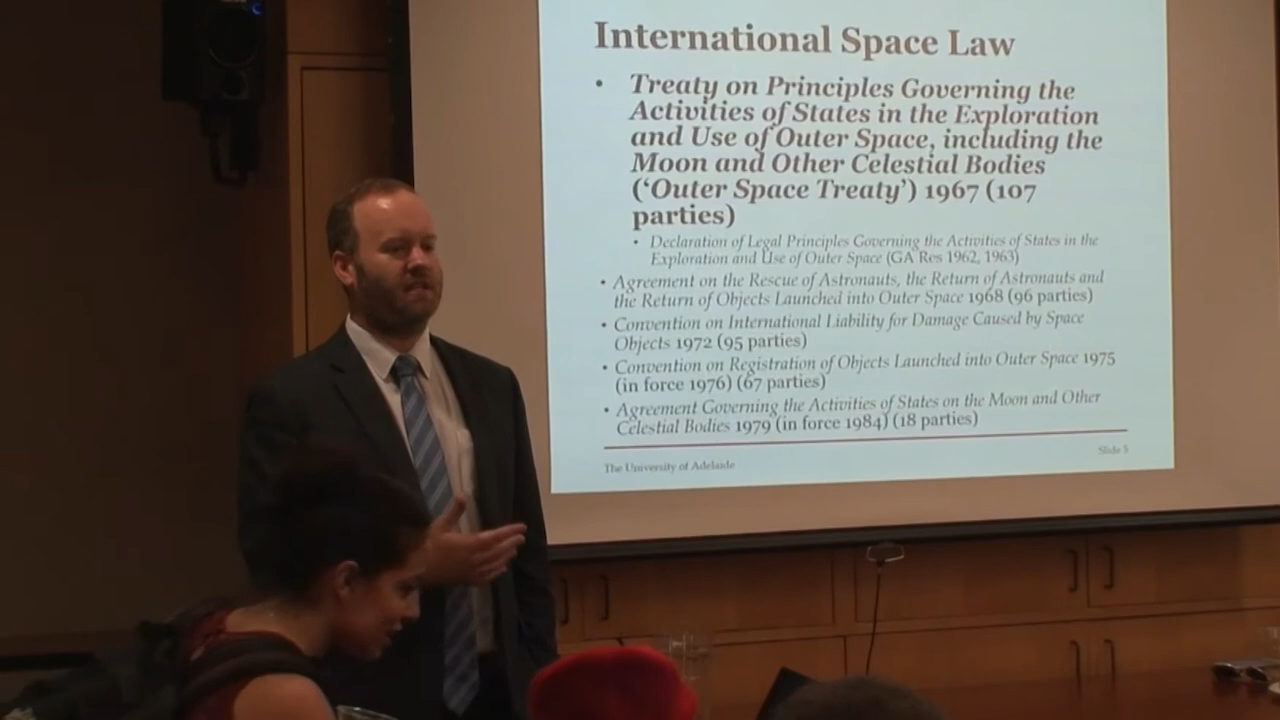 International Space Law
• Treaty on Principles Governing the
Activities of States in the Exploration
and Use of Outer Space, including the
Moon and Other Celestial Bodies
(‘Outer Space Treaty’) 1967 (107
parties)
• Declaration of Legal Principles Governing the Activities of States in the
Exploration and Use of Outer Space (GA Res 1962, 1963)
• Agreement on the Rescue of Astronauts, the Return of Astronauts and
the Return of Objects Launched into Outer Space 1968 (96 parties)
• Convention on International Liability for Damage Caused by Space
Objects 1972 (95 parties)
• Convention on Registration of Objects Launched into Outer Space 1975
(in force 1976) (67 parties)
• Agreement Governing the Activities of States on the Moon and Other
Celestial Bodies 1979 (in force 1984) (18 parties)
The University of Adelaide
Slide 5